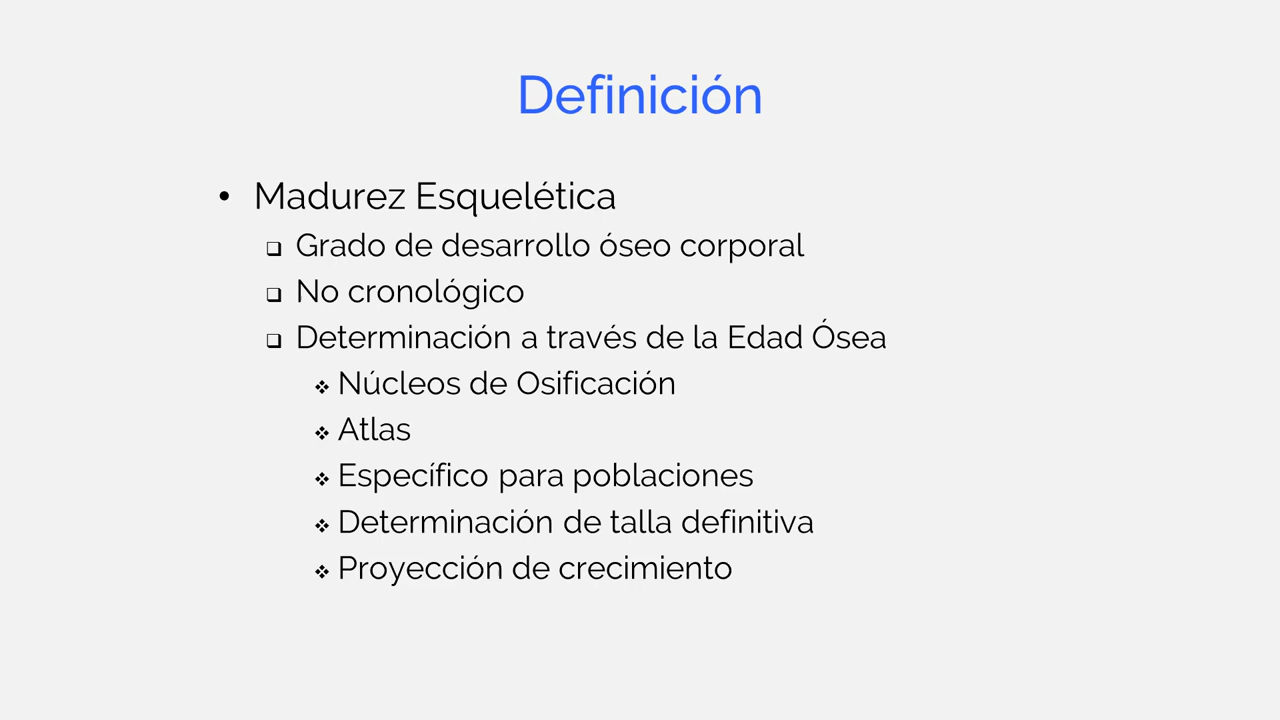 Definición
• Madurez Esquelética
❑ Grado de desarrollo óseo corporal
❑ No cronológico
❑ Determinación a través de la Edad Ósea
❖ Núcleos de Osificación
❖ Atlas
❖ Específico para poblaciones
❖ Determinación de talla definitiva
❖ Proyección de crecimiento